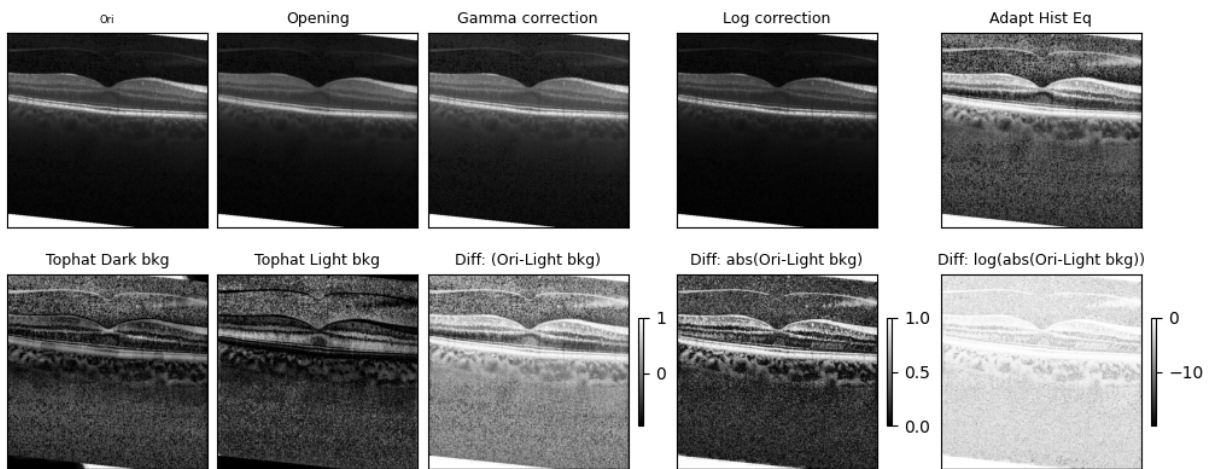 Ori
Opening
Gamma correction
Log correction
Adapt Hist Eq
Tophat Dark bkg
Tophat Light bkg
Diff: (Ori-Light bkg)
Diff: abs(Ori-Light bkg)
Diff: log(abs(Ori-Light bkg))
1
0
1.0
0.5
0.0
0
−10